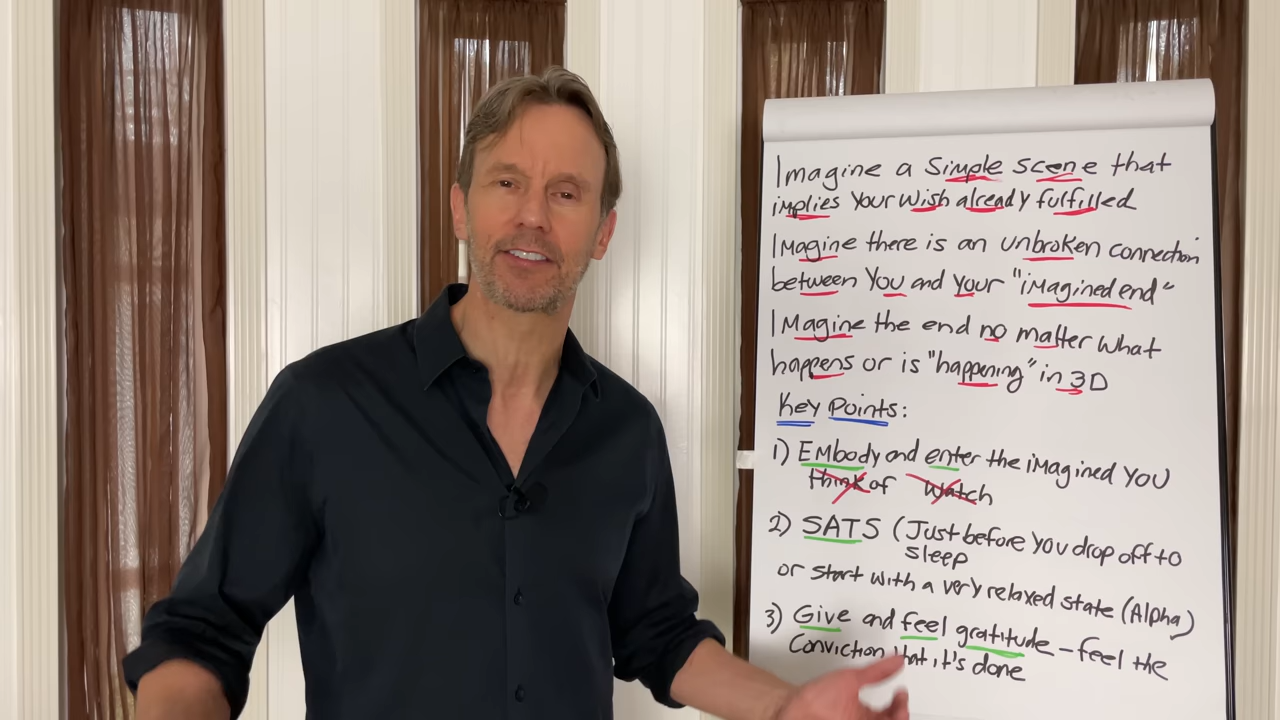 Imagine a simple scene that
implies your wish already fulfilled
Imagine there is an unbroken connection
between you and your "imagined end"
Imagine the end no matter what
happens or is "happening" in 3D
Key Points:
1) Embody and enter the imagined you
think of watch
2) SATS (Just before you drop off to
sleep
or start with a very relaxed state (Alpha)
3) Give and feel gratitude - feel the
Conviction that it's done